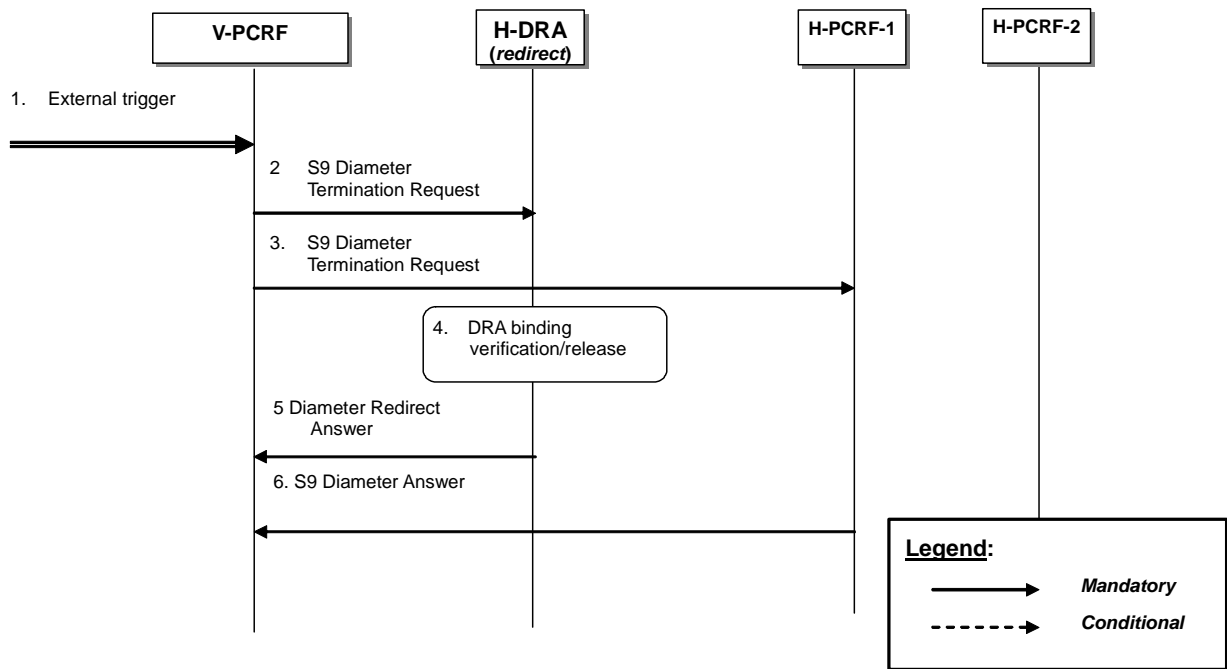 V-PCRF
H-DRA
(redirect)
H-PCRF-1
H-PCRF-2
1. External trigger
2 S9 Diameter
Termination Request
3. S9 Diameter
Termination Request
4. DRA binding
verification/release
5 Diameter Redirect
Answer
6. S9 Diameter Answer
Legend:
Mandatory
Conditional